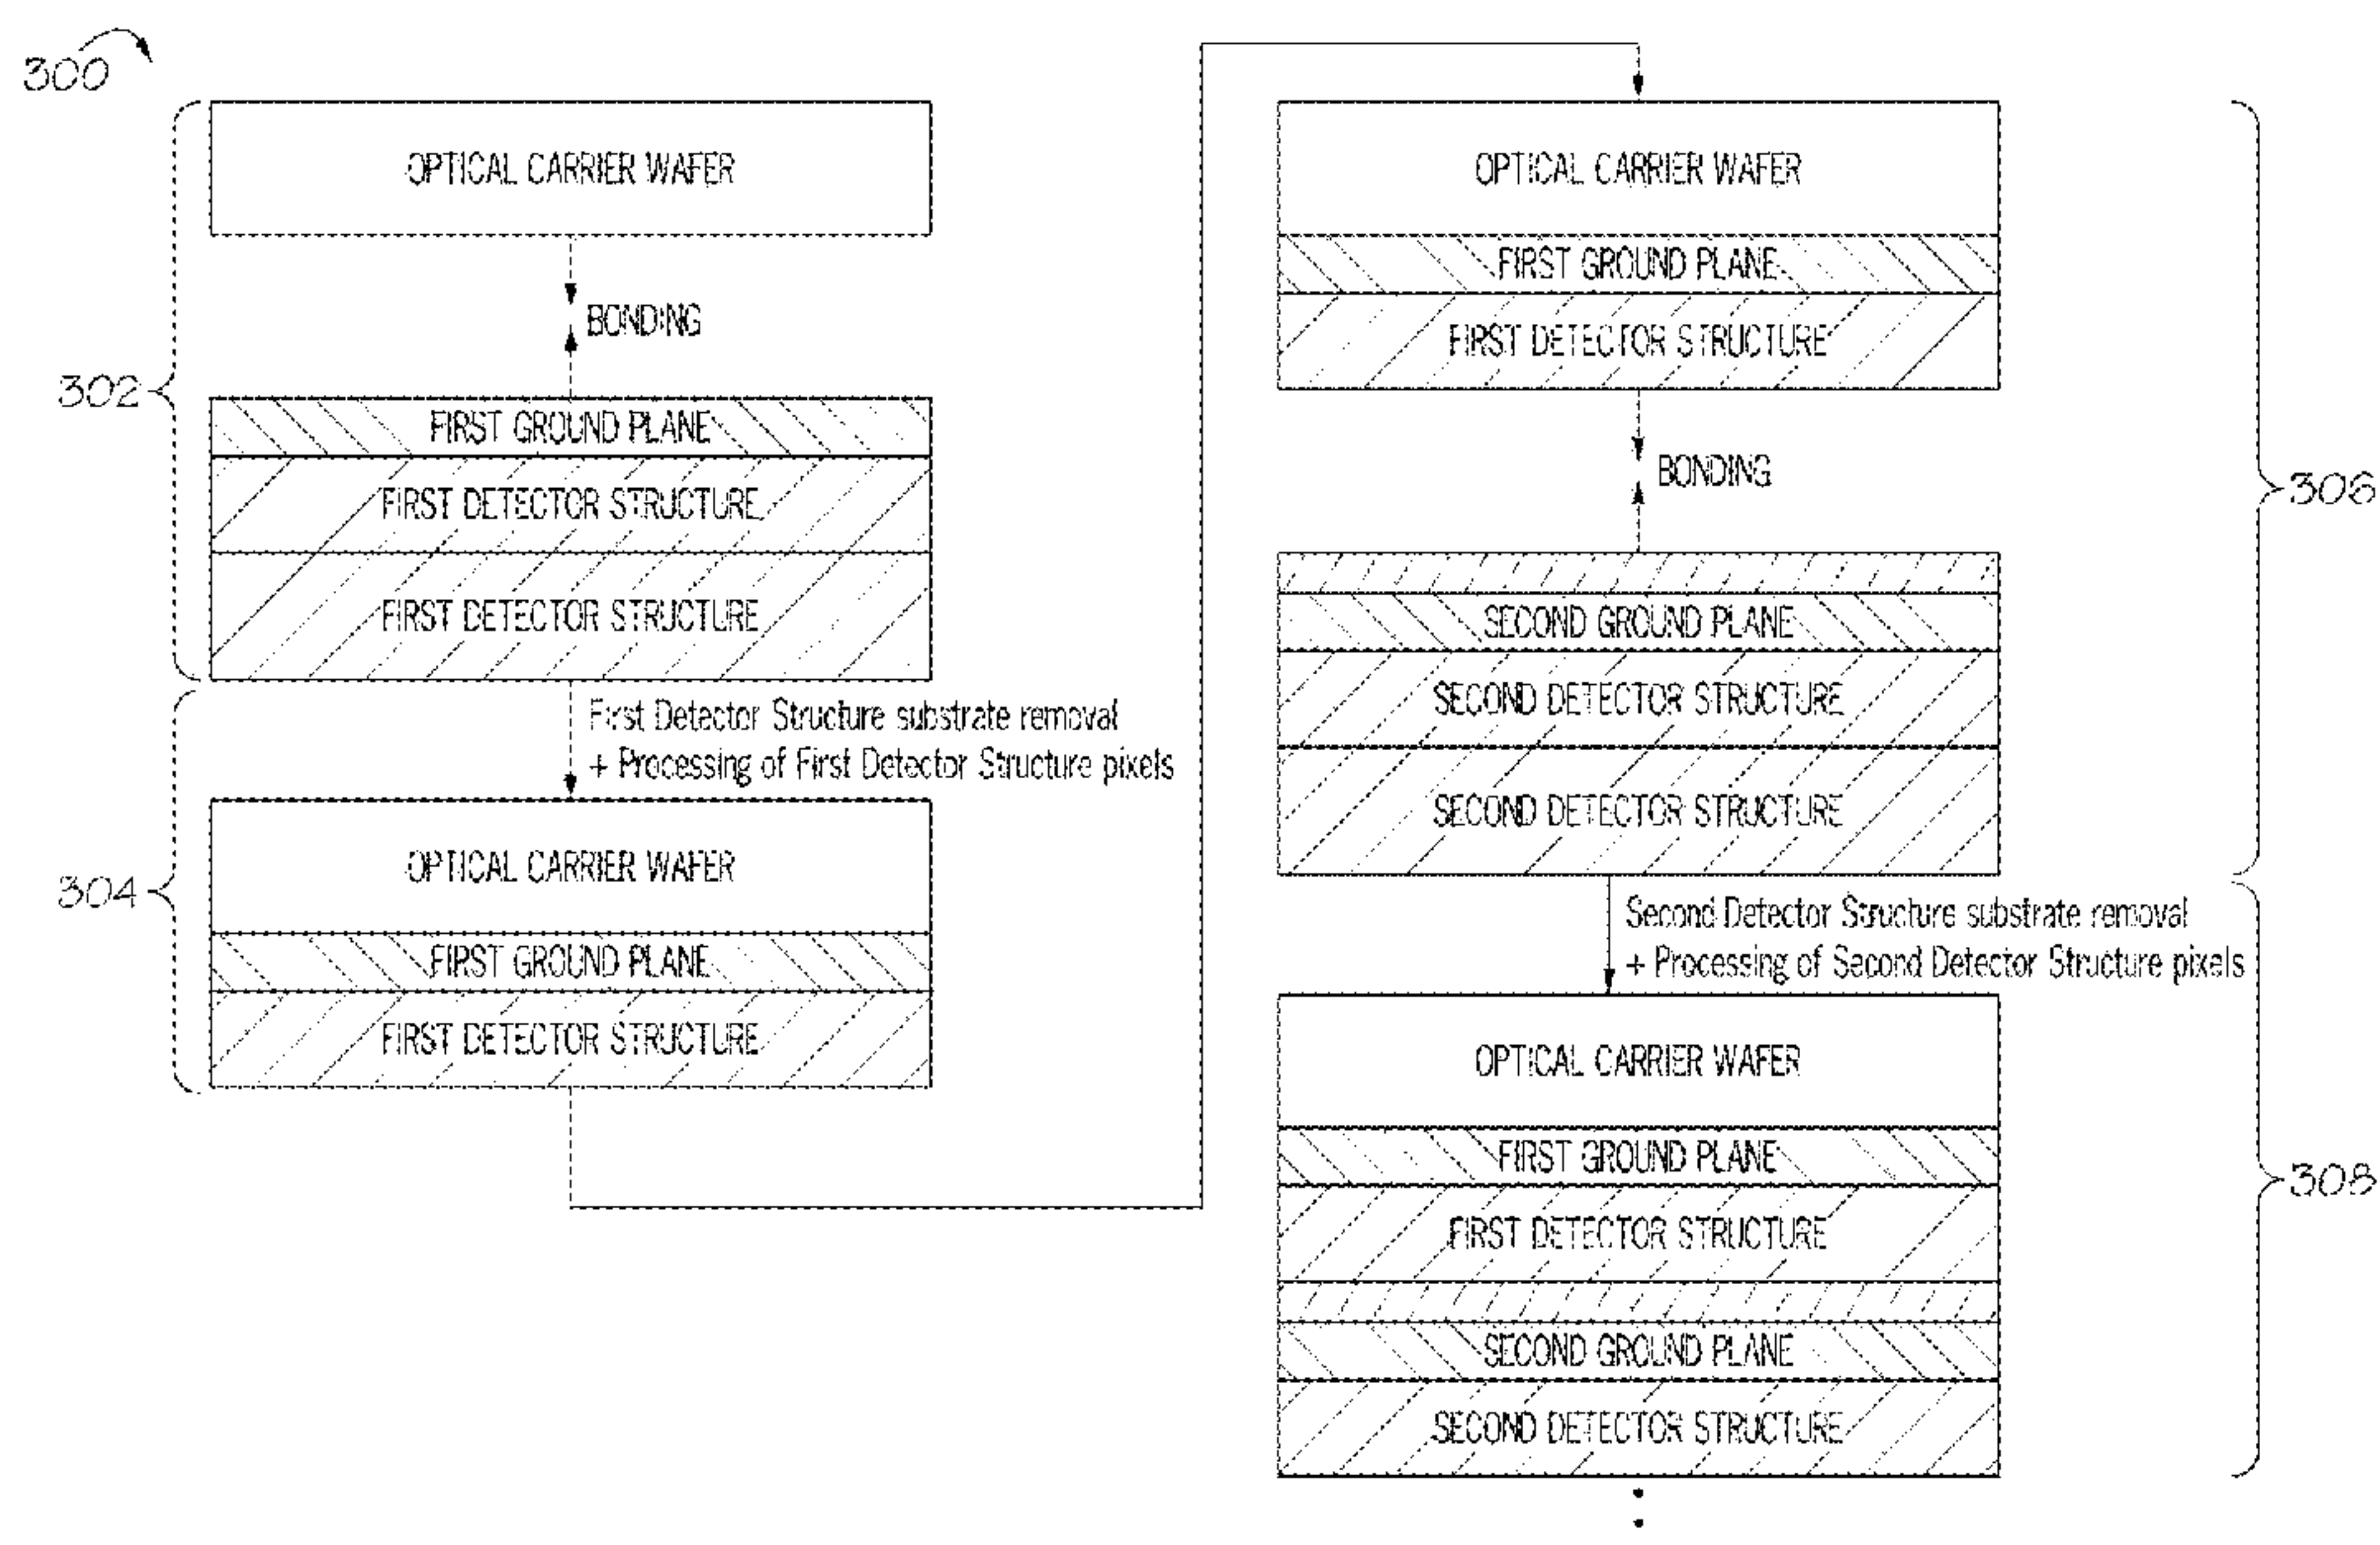 300
OPTICAL CARRIER WAFER
BONDING
302
FIRST GROUND PLANE
FIRST DETECTOR STRUCTURE
FIRST DETECTOR STRUCTURE
First Detector Structure substrate removal
+ Processing of First Detector Structure pixels
304
OPTICAL CARRIER WAFER
FIRST GROUND PLANE
FIRST DETECTOR STRUCTURE
OPTICAL CARRIER WAFER
FIRST GROUND PLANE
FIRST DETECTOR STRUCTURE
BONDING
306
SECOND GROUND PLANE
SECOND DETECTOR STRUCTURE
SECOND DETECTOR STRUCTURE
Second Detector Structure substrate removal
+ Processing of Second Detector Structure pixels
OPTICAL CARRIER WAFER
FIRST GROUND PLANE
308
FIRST DETECTOR STRUCTURE
SECOND GROUND PLANE
SECOND DETECTOR STRUCTURE